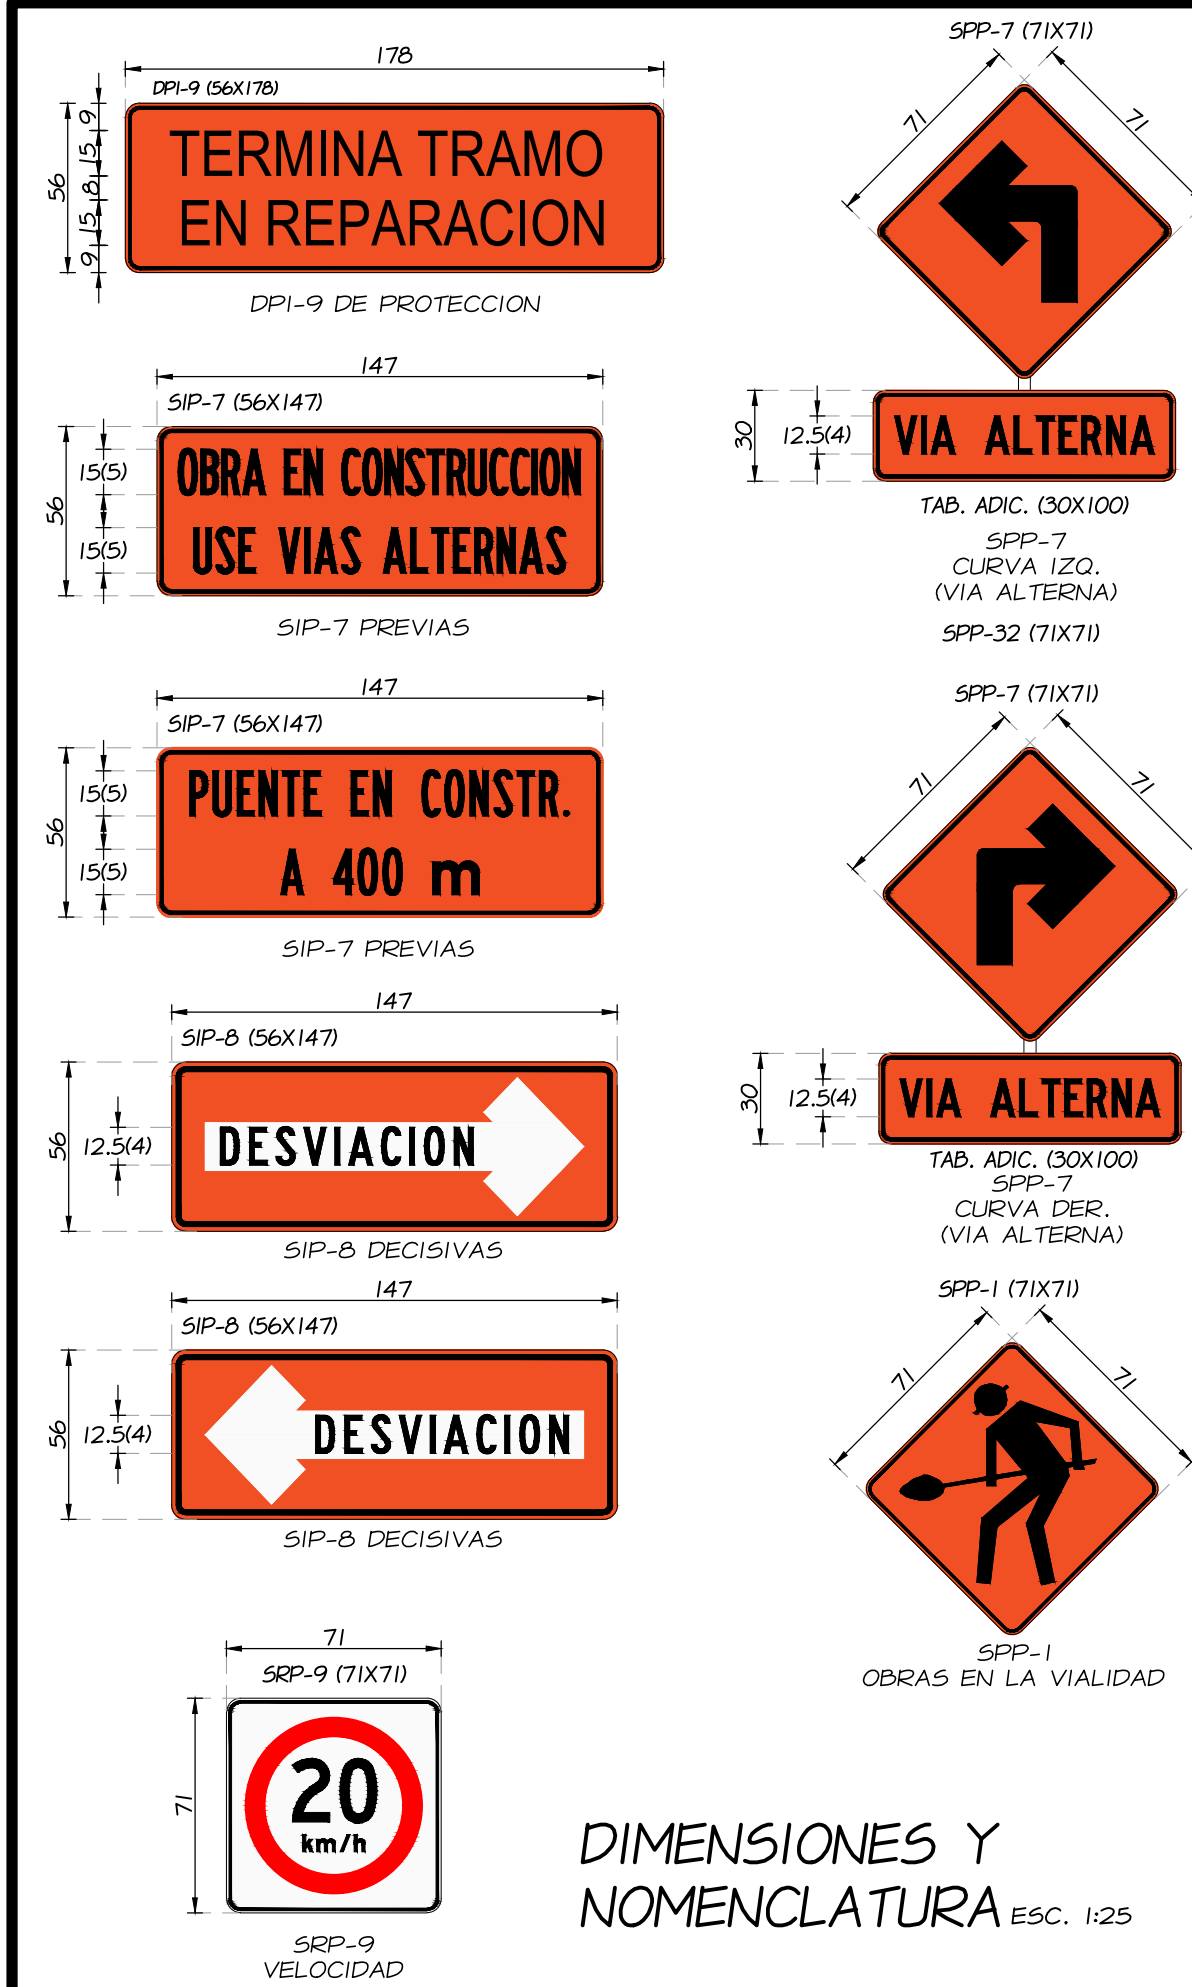 178
DPI-9 (56X178)
56
9
15
8
15
9
TERMINA TRAMO
EN REPARACION
DPI-9 DE PROTECCION
147
SIP-7 (56X147)
56
15(5)
15(5)
OBRA EN CONSTRUCCION
USE VIAS ALTERNAS
SIP-7 PREVIAS
147
SIP-7 (56X147)
56
15(5)
15(5)
PUENTE EN CONSTR.
A 400 m
SIP-7 PREVIAS
147
SIP-8 (56X147)
56
12.5(4)
DESVIACION
SIP-8 DECISIVAS
147
SIP-8 (56X147)
56
12.5(4)
DESVIACION
SIP-8 DECISIVAS
71
SRP-9 (71X71)
71
20
km/h
SRP-9
VELOCIDAD
SPP-7 (71X71)
71
71
30
12.5(4)
VIA ALTERNA
TAB. ADIC. (30X100)
SPP-7
CURVA IZQ.
(VIA ALTERNA)
SPP-32 (71X71)
SPP-7 (71X71)
71
71
30
12.5(4)
VIA ALTERNA
TAB. ADIC. (30X100)
SPP-7
CURVA DER.
(VIA ALTERNA)
SPP-1 (71X71)
71
71
SPP-1
OBRAS EN LA VIALIDAD
DIMENSIONES Y
NOMENCLATURA ESC. 1:25